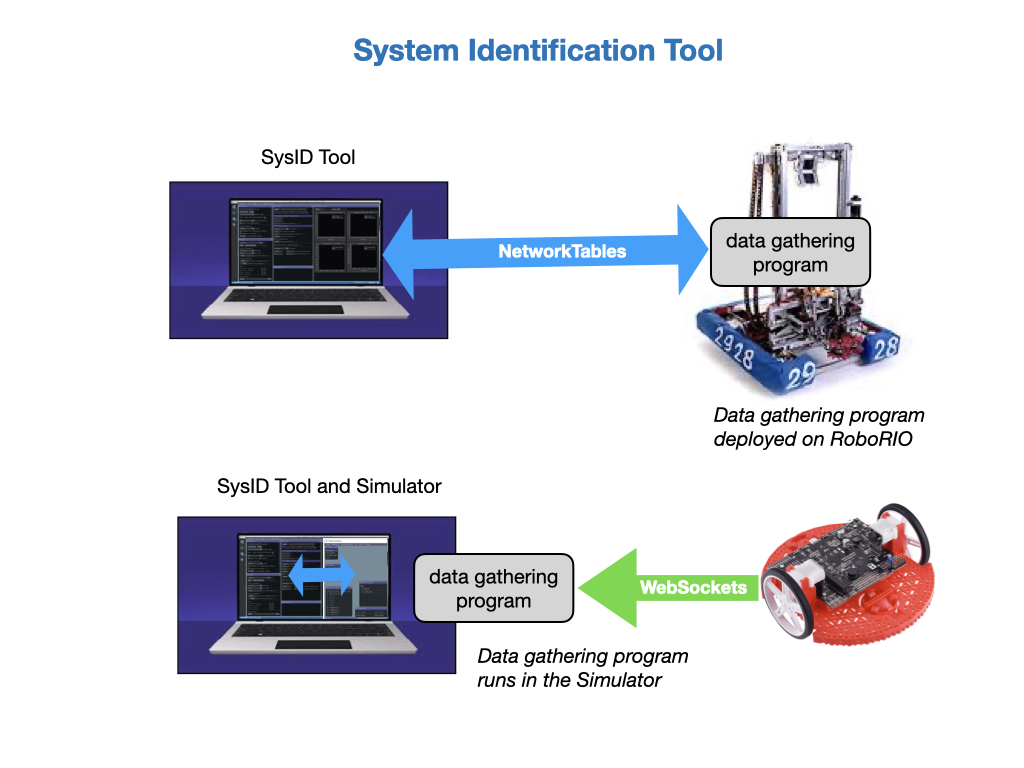 System Identification Tool
SysID Tool
NetworkTables
data gathering
program
2928
29
28
Data gathering program
deployed on RoboRIO
SysID Tool and Simulator
data gathering
program
WebSockets
Data gathering program
runs in the Simulator